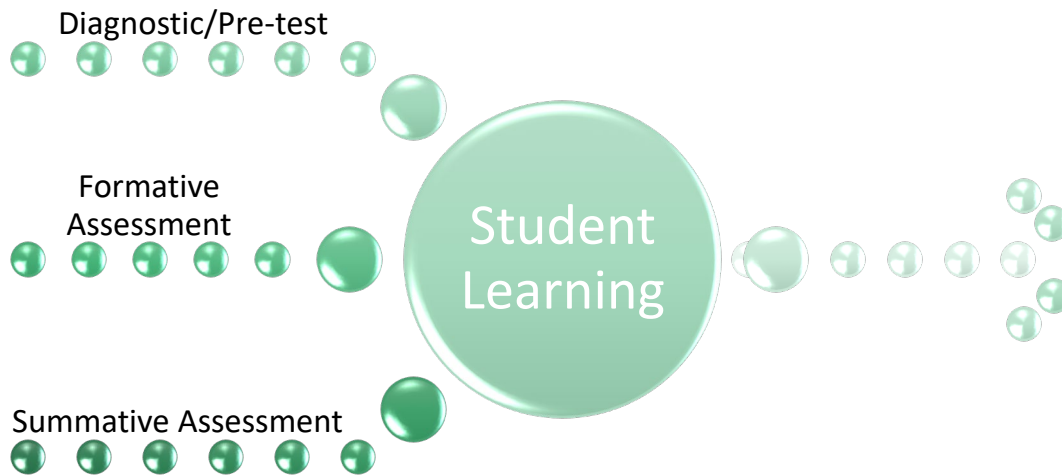 Diagnostic/Pre-test
Formative
Assessment
Student
Learning
Summative Assessment